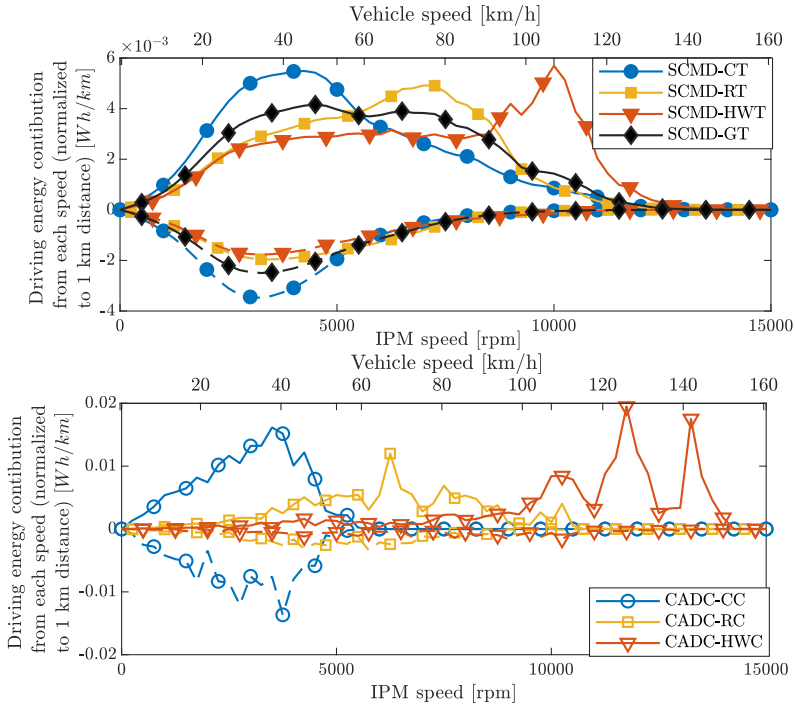 Vehicle speed [km/h]
×10⁻³ 20 40 60 80 100 120 140 160
6
4
2
0
-2
-4
Driving energy contibution
from each speed (normalized
to 1 km distance) [Wh/km]
SCMD-CT
SCMD-RT
SCMD-HWT
SCMD-GT
0 5000 10000 15000
IPM speed [rpm]
Vehicle speed [km/h]
20 40 60 80 100 120 140 160
0.02
0.01
0
-0.01
-0.02
Driving energy contibution
from each speed (normalized
to 1 km distance) [Wh/km]
CADC-CC
CADC-RC
CADC-HWC
0 5000 10000 15000
IPM speed [rpm]